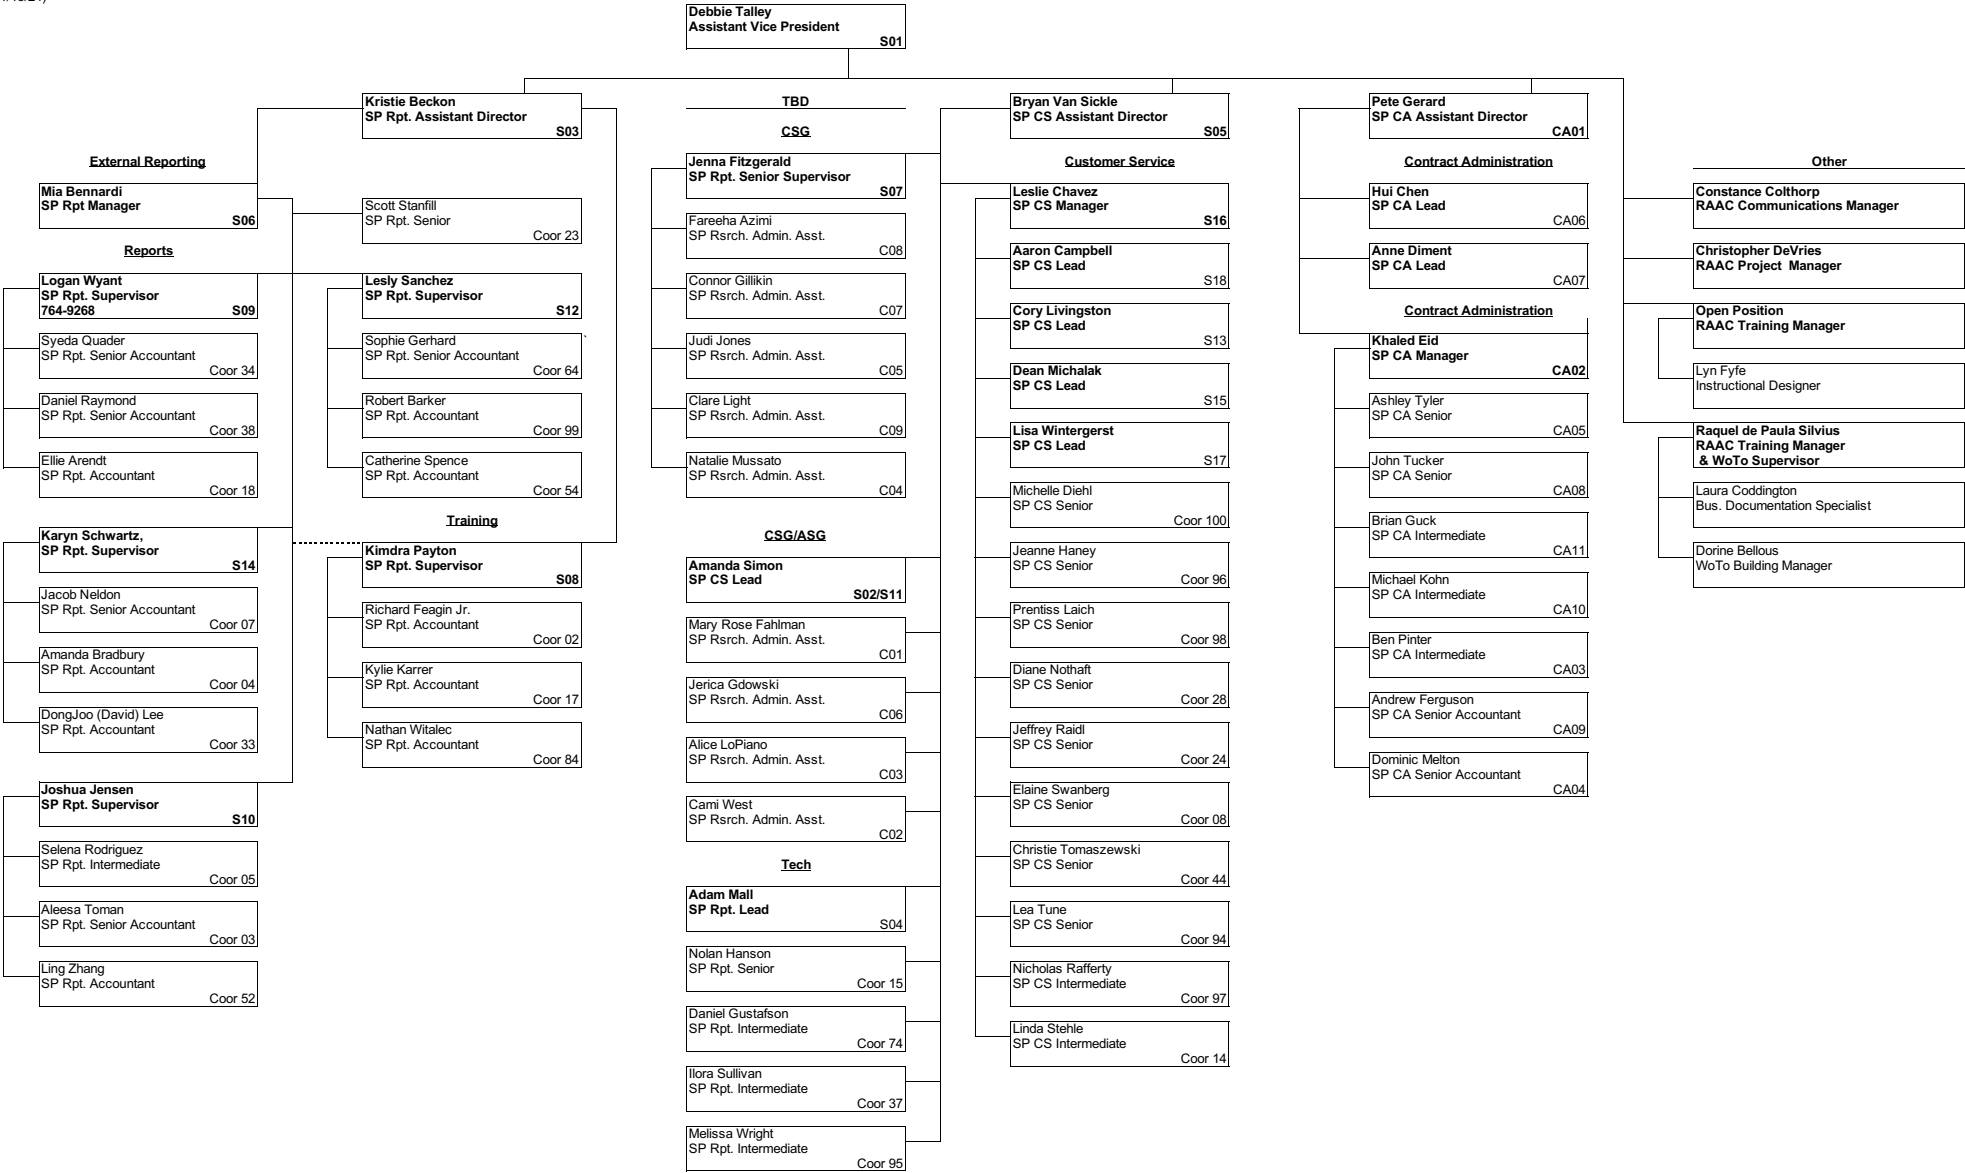 Debbie Talley
Assistant Vice President
S01
Kristie Beckon
SP Rpt. Assistant Director
S03
External Reporting
Mia Bennardi
SP Rpt Manager
S06
Scott Stanfill
SP Rpt. Senior
Coor 23
Reports
Logan Wyant
SP Rpt. Supervisor
764-9268 S09
Syeda Quader
SP Rpt. Senior Accountant
Coor 34
Daniel Raymond
SP Rpt. Senior Accountant
Coor 38
Ellie Arendt
SP Rpt. Accountant
Coor 18
Karyn Schwartz,
SP Rpt. Supervisor
S14
Jacob Neldon
SP Rpt. Senior Accountant
Coor 07
Amanda Bradbury
SP Rpt. Accountant
Coor 04
DongJoo (David) Lee
SP Rpt. Accountant
Coor 33
Joshua Jensen
SP Rpt. Supervisor
S10
Selena Rodriguez
SP Rpt. Intermediate
Coor 05
Aleesa Toman
SP Rpt. Senior Accountant
Coor 03
Ling Zhang
SP Rpt. Accountant
Coor 52
Lesly Sanchez
SP Rpt. Supervisor
S12
Sophie Gerhard
SP Rpt. Senior Accountant
Coor 64
Robert Barker
SP Rpt. Accountant
Coor 99
Catherine Spence
SP Rpt. Accountant
Coor 54
Training
Kimdra Payton
SP Rpt. Supervisor
S08
Richard Feagin Jr.
SP Rpt. Accountant
Coor 02
Kylie Karrer
SP Rpt. Accountant
Coor 17
Nathan Witalec
SP Rpt. Accountant
Coor 84
TBD
CSG
Jenna Fitzgerald
SP Rpt. Senior Supervisor
S07
Fareeha Azimi
SP Rsrch. Admin. Asst.
C08
Connor Gillikin
SP Rsrch. Admin. Asst.
C07
Judi Jones
SP Rsrch. Admin. Asst.
C05
Clare Light
SP Rsrch. Admin. Asst.
C09
Natalie Mussato
SP Rsrch. Admin. Asst.
C04
CSG/ASG
Amanda Simon
SP CS Lead
S02/S11
Mary Rose Fahlman
SP Rsrch. Admin. Asst.
C01
Jerica Gdowski
SP Rsrch. Admin. Asst.
C06
Alice LoPiano
SP Rsrch. Admin. Asst.
C03
Cami West
SP Rsrch. Admin. Asst.
C02
Tech
Adam Mall
SP Rpt. Lead
S04
Nolan Hanson
SP Rpt. Senior
Coor 15
Daniel Gustafson
SP Rpt. Intermediate
Coor 74
Ilora Sullivan
SP Rpt. Intermediate
Coor 37
Melissa Wright
SP Rpt. Intermediate
Coor 95
Bryan Van Sickle
SP CS Assistant Director
S05
Customer Service
Leslie Chavez
SP CS Manager
S16
Aaron Campbell
SP CS Lead
S18
Cory Livingston
SP CS Lead
S13
Dean Michalak
SP CS Lead
S15
Lisa Wintergerst
SP CS Lead
S17
Michelle Diehl
SP CS Senior
Coor 100
Jeanne Haney
SP CS Senior
Coor 96
Prentiss Laich
SP CS Senior
Coor 98
Diane Nothaft
SP CS Senior
Coor 28
Jeffrey Raidl
SP CS Senior
Coor 24
Elaine Swanberg
SP CS Senior
Coor 08
Christie Tomaszewski
SP CS Senior
Coor 44
Lea Tune
SP CS Senior
Coor 94
Nicholas Rafferty
SP CS Intermediate
Coor 97
Linda Stehle
SP CS Intermediate
Coor 14
Pete Gerard
SP CA Assistant Director
CA01
Contract Administration
Hui Chen
SP CA Lead
CA06
Anne Diment
SP CA Lead
CA07
Contract Administration
Khaled Eid
SP CA Manager
CA02
Ashley Tyler
SP CA Senior
CA05
John Tucker
SP CA Senior
CA08
Brian Guck
SP CA Intermediate
CA11
Michael Kohn
SP CA Intermediate
CA10
Ben Pinter
SP CA Intermediate
CA03
Andrew Ferguson
SP CA Senior Accountant
CA09
Dominic Melton
SP CA Senior Accountant
CA04
Other
Constance Colthorp
RAAC Communications Manager
Christopher DeVries
RAAC Project Manager
Open Position
RAAC Training Manager
Lyn Fyfe
Instructional Designer
Raquel de Paula Silvius
RAAC Training Manager
& WoTo Supervisor
Laura Coddington
Bus. Documentation Specialist
Dorine Bellous
WoTo Building Manager